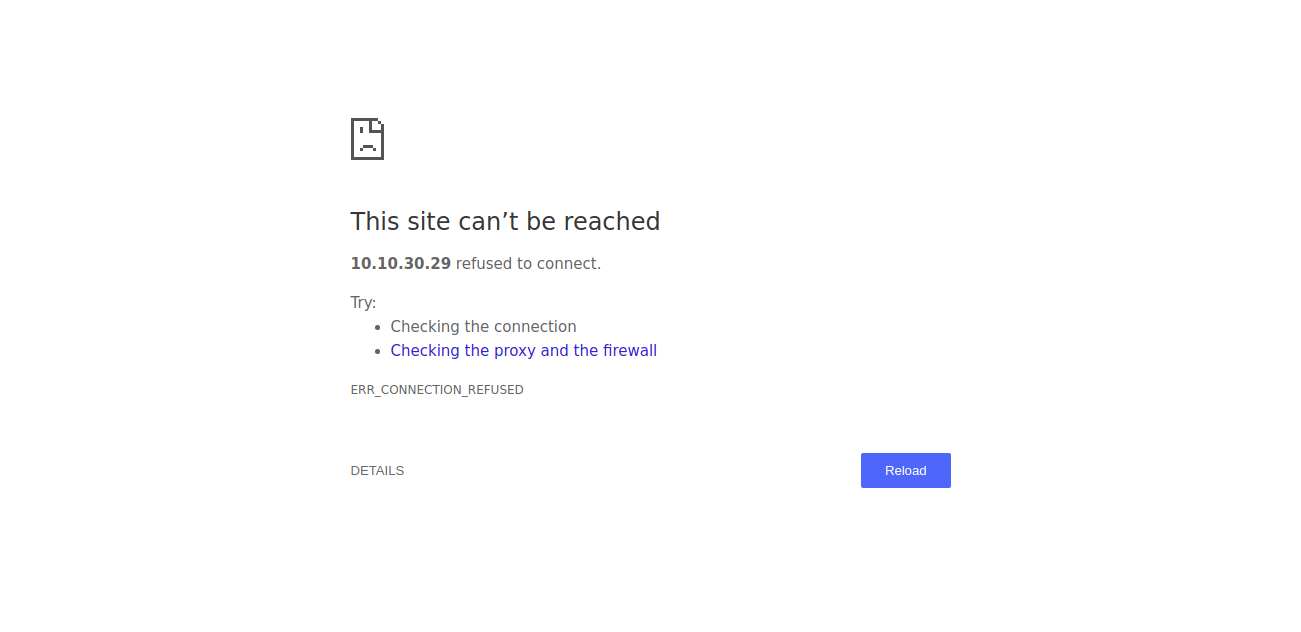 This site can’t be reached
10.10.30.29 refused to connect.
Try:
Checking the connection
Checking the proxy and the firewall
ERR_CONNECTION_REFUSED
DETAILS
Reload